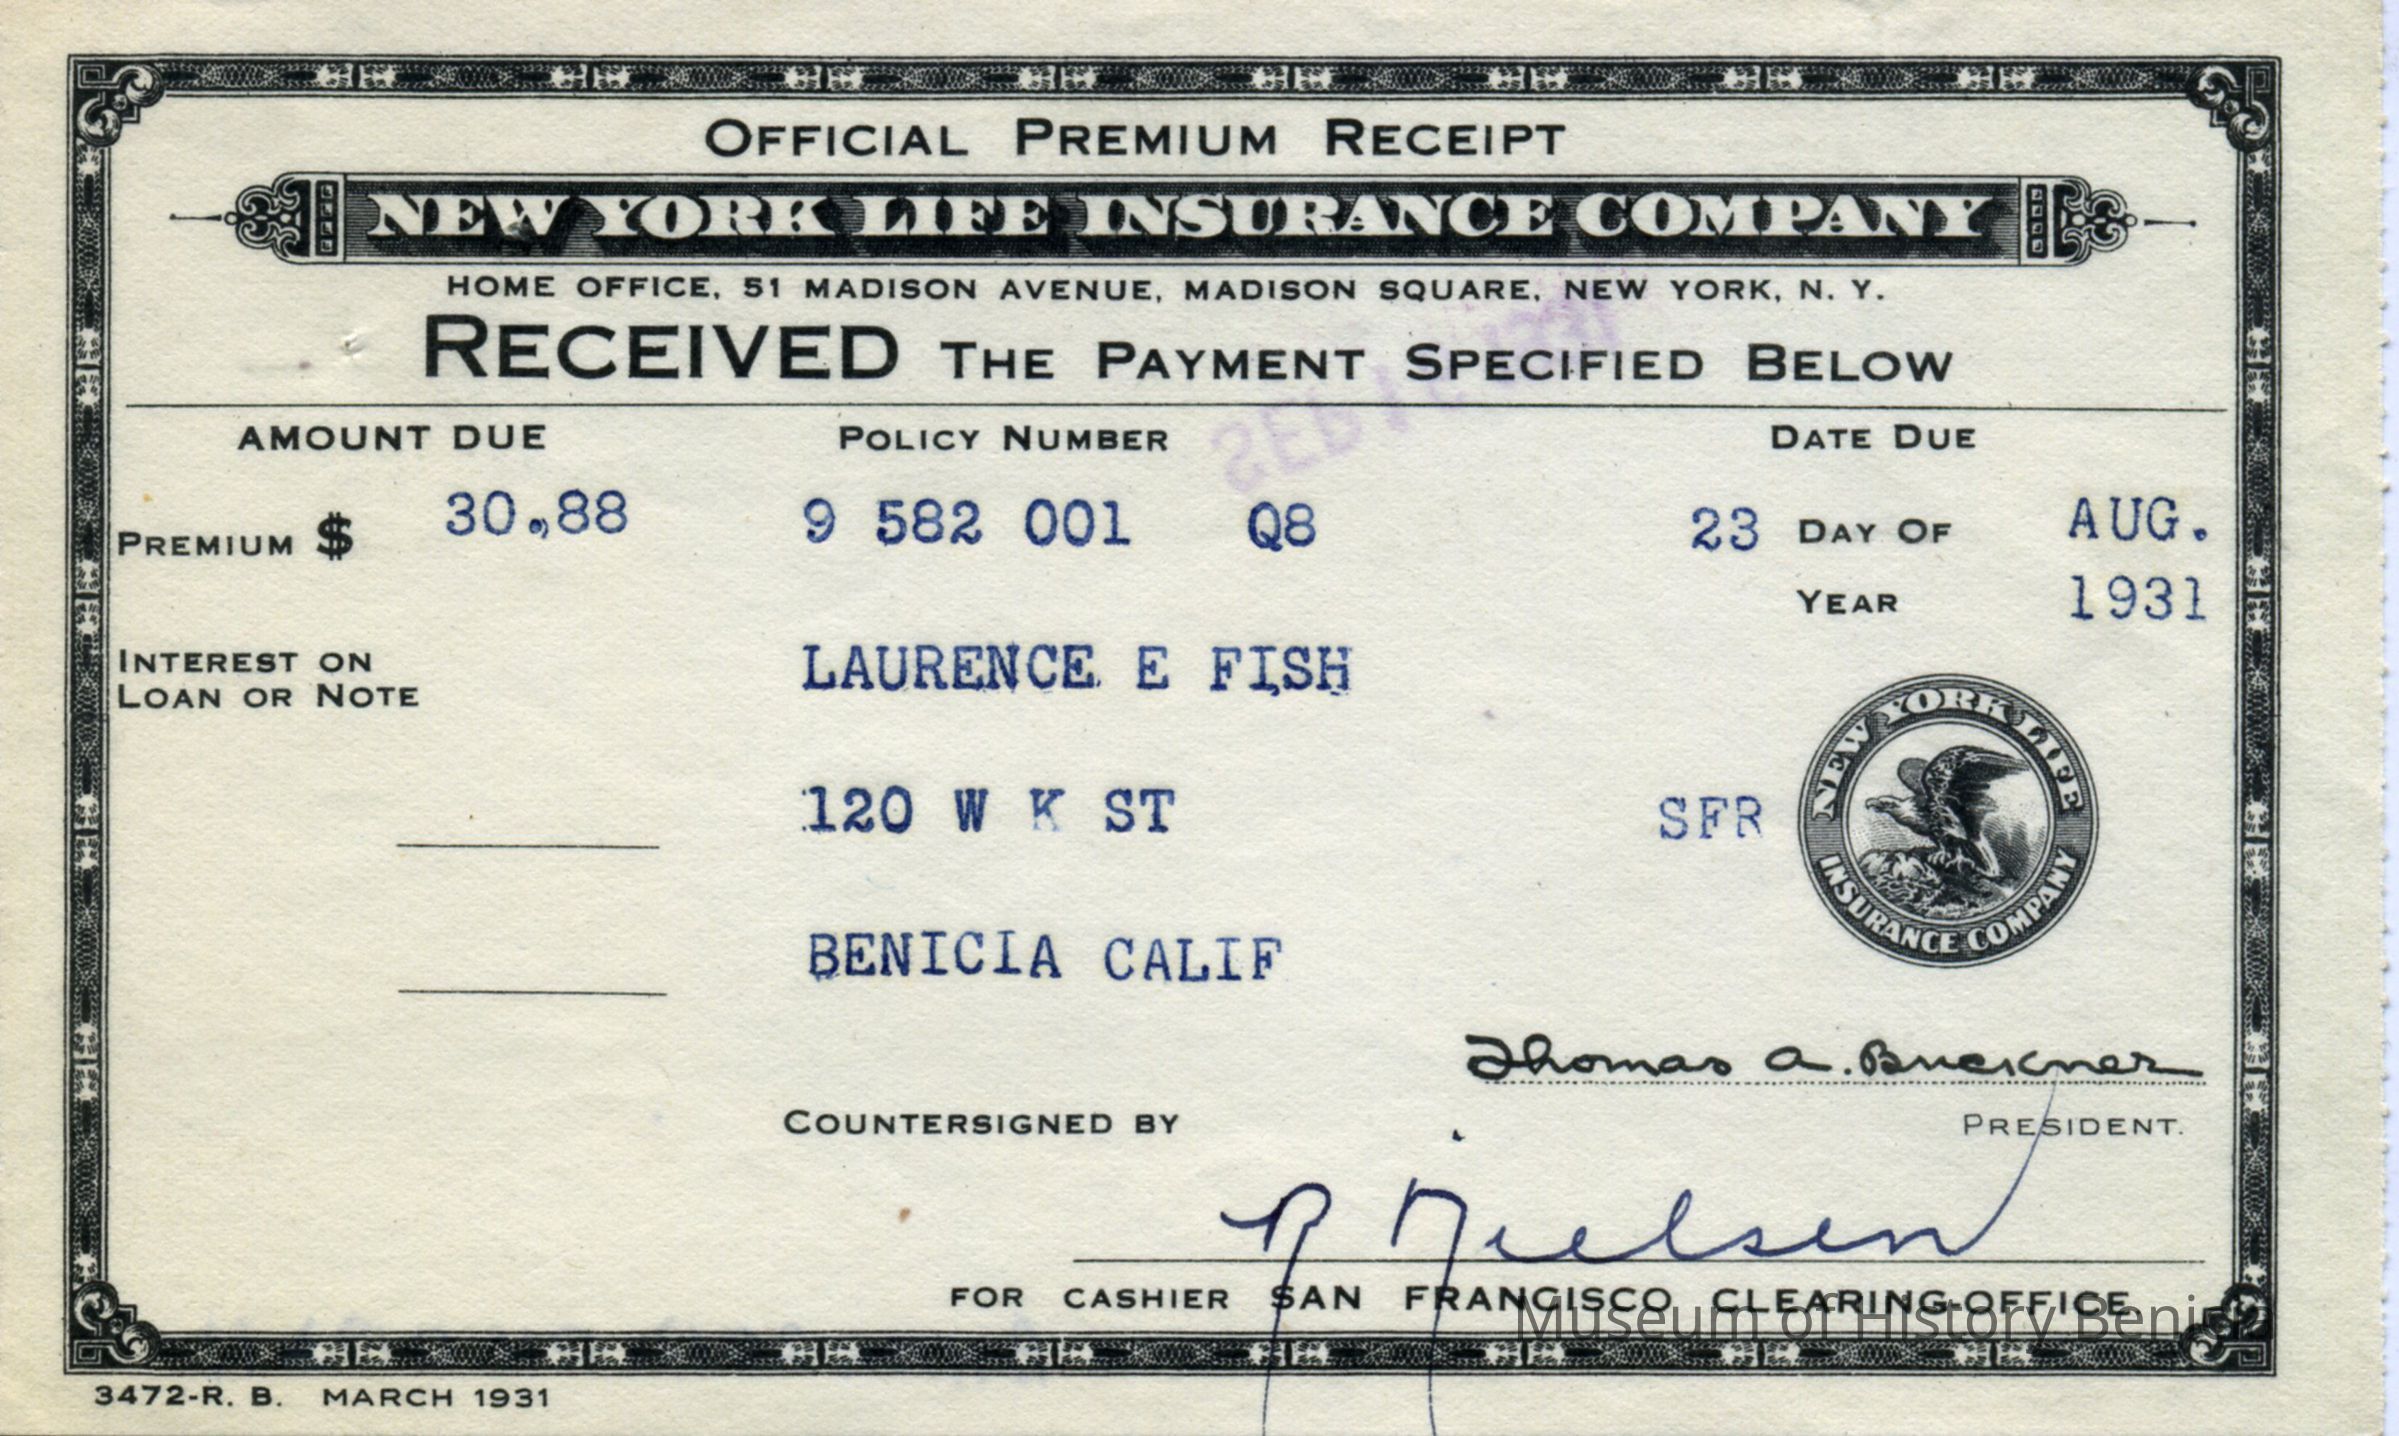 OFFICIAL PREMIUM RECEIPT
NEW YORK LIFE INSURANCE COMPANY
HOME OFFICE, 51 MADISON AVENUE, MADISON SQUARE, NEW YORK, N. Y.
RECEIVED THE PAYMENT SPECIFIED BELOW
AMOUNT DUE POLICY NUMBER DATE DUE
PREMIUM $ 30.88 9 582 001 Q8 23 DAY OF AUG.
YEAR 1931
INTEREST ON
LOAN OR NOTE
LAURENCE E FISH
120 W K ST SFR
NEW YORK LIFE
INSURANCE COMPANY
BENICIA CALIF
Thomas A. Buckner
COUNTERSIGNED BY PRESIDENT.
R Nielsen
FOR CASHIER SAN FRANCISCO CLEARING-OFFICE
Museum of History Benicia
3472-R. B. MARCH 1931